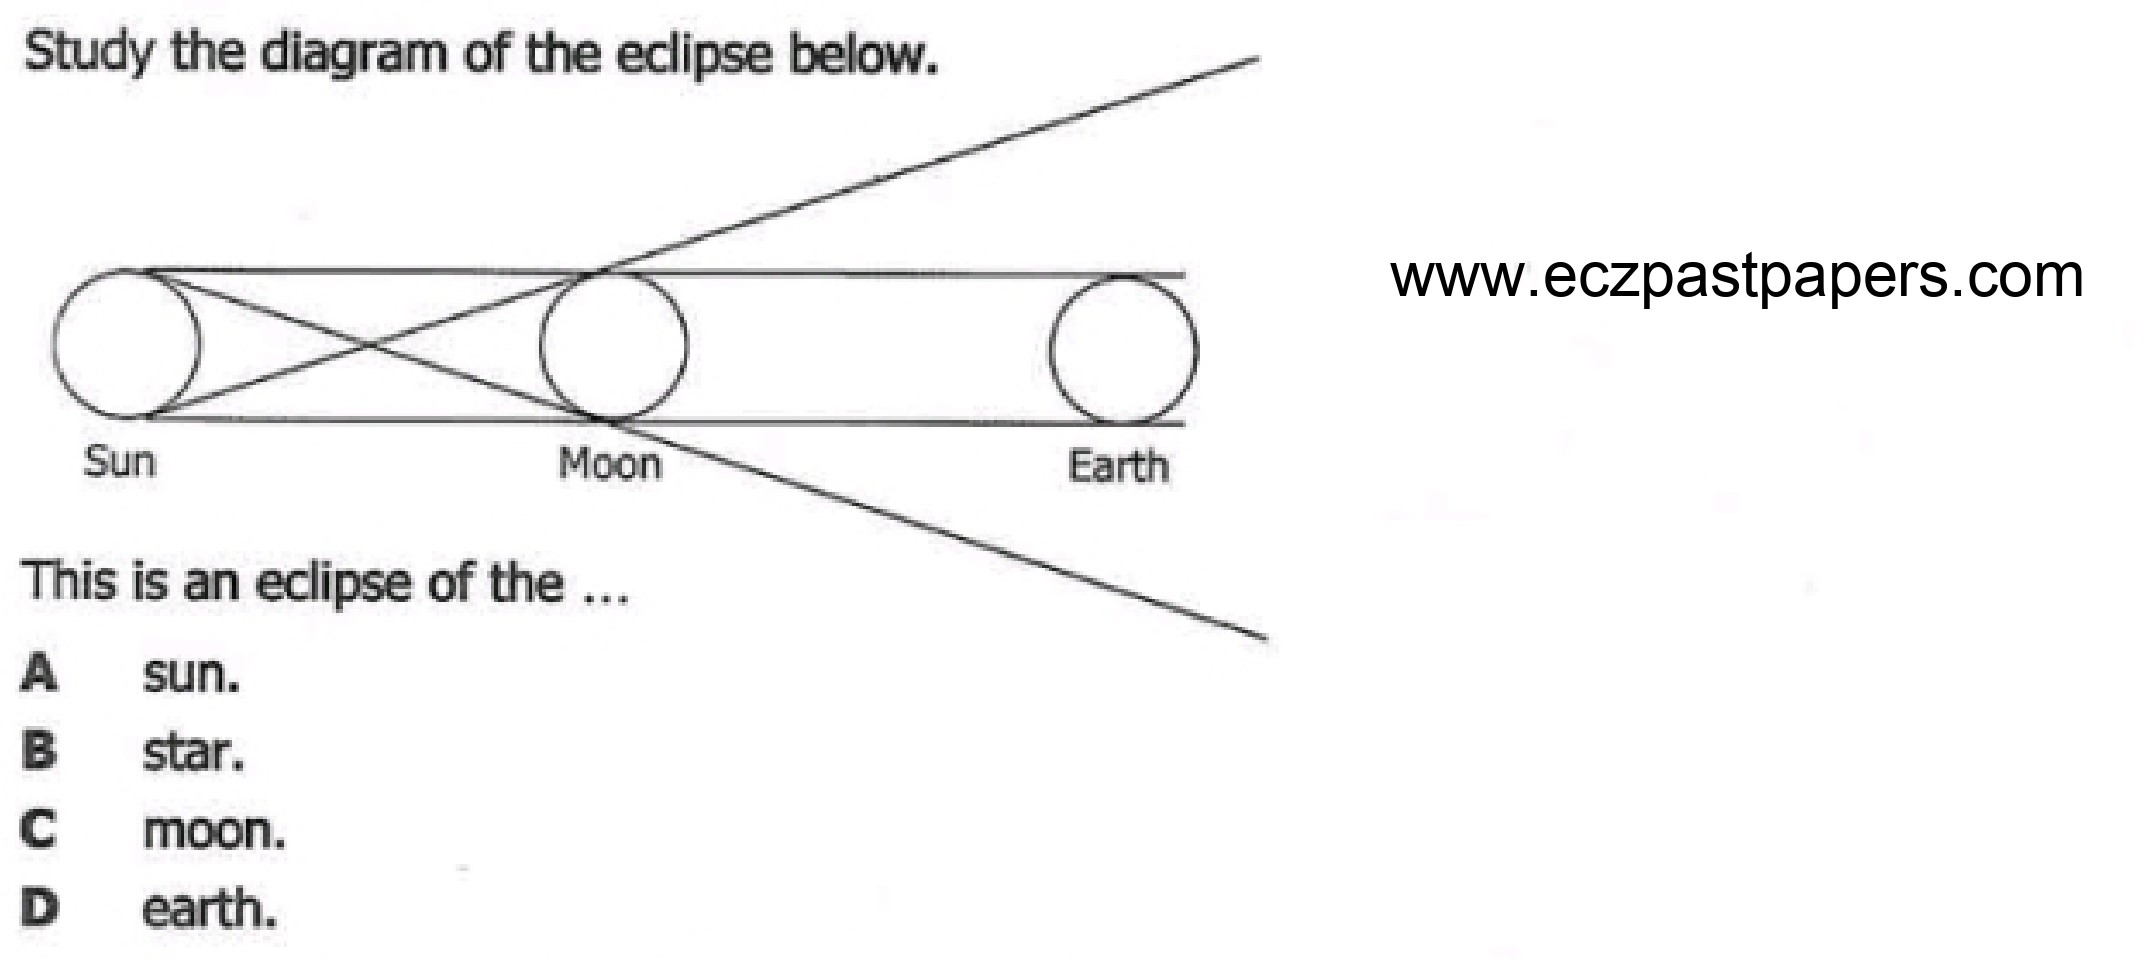 Study the diagram of the eclipse below.
www.eczpastpapers.com
Sun Moon Earth
This is an eclipse of the ...
A sun.
B star.
C moon.
D earth.